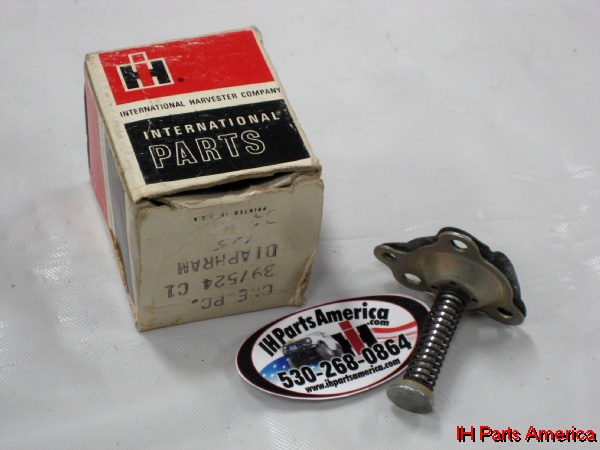 IH®
INTERNATIONAL HARVESTER COMPANY
INTERNATIONAL
PARTS
PRINTED IN U.S.A
ONE PC.
397524 C1
DIAPHRAM
IHPartsAmerica.com
530-268-0864
www.ihpartsamerica.com
IH Parts America